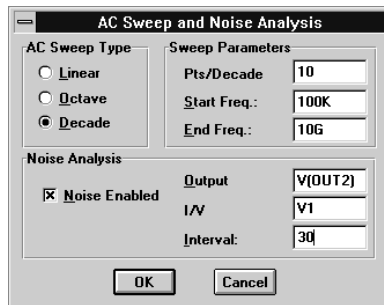 AC Sweep and Noise Analysis
AC Sweep Type
Linear
Octave
Decade
Sweep Parameters
Pts/Decade 10
Start Freq.: 100K
End Freq.: 10G
Noise Analysis
Noise Enabled
Output V(OUT2)
I/V V1
Interval: 30
OK Cancel